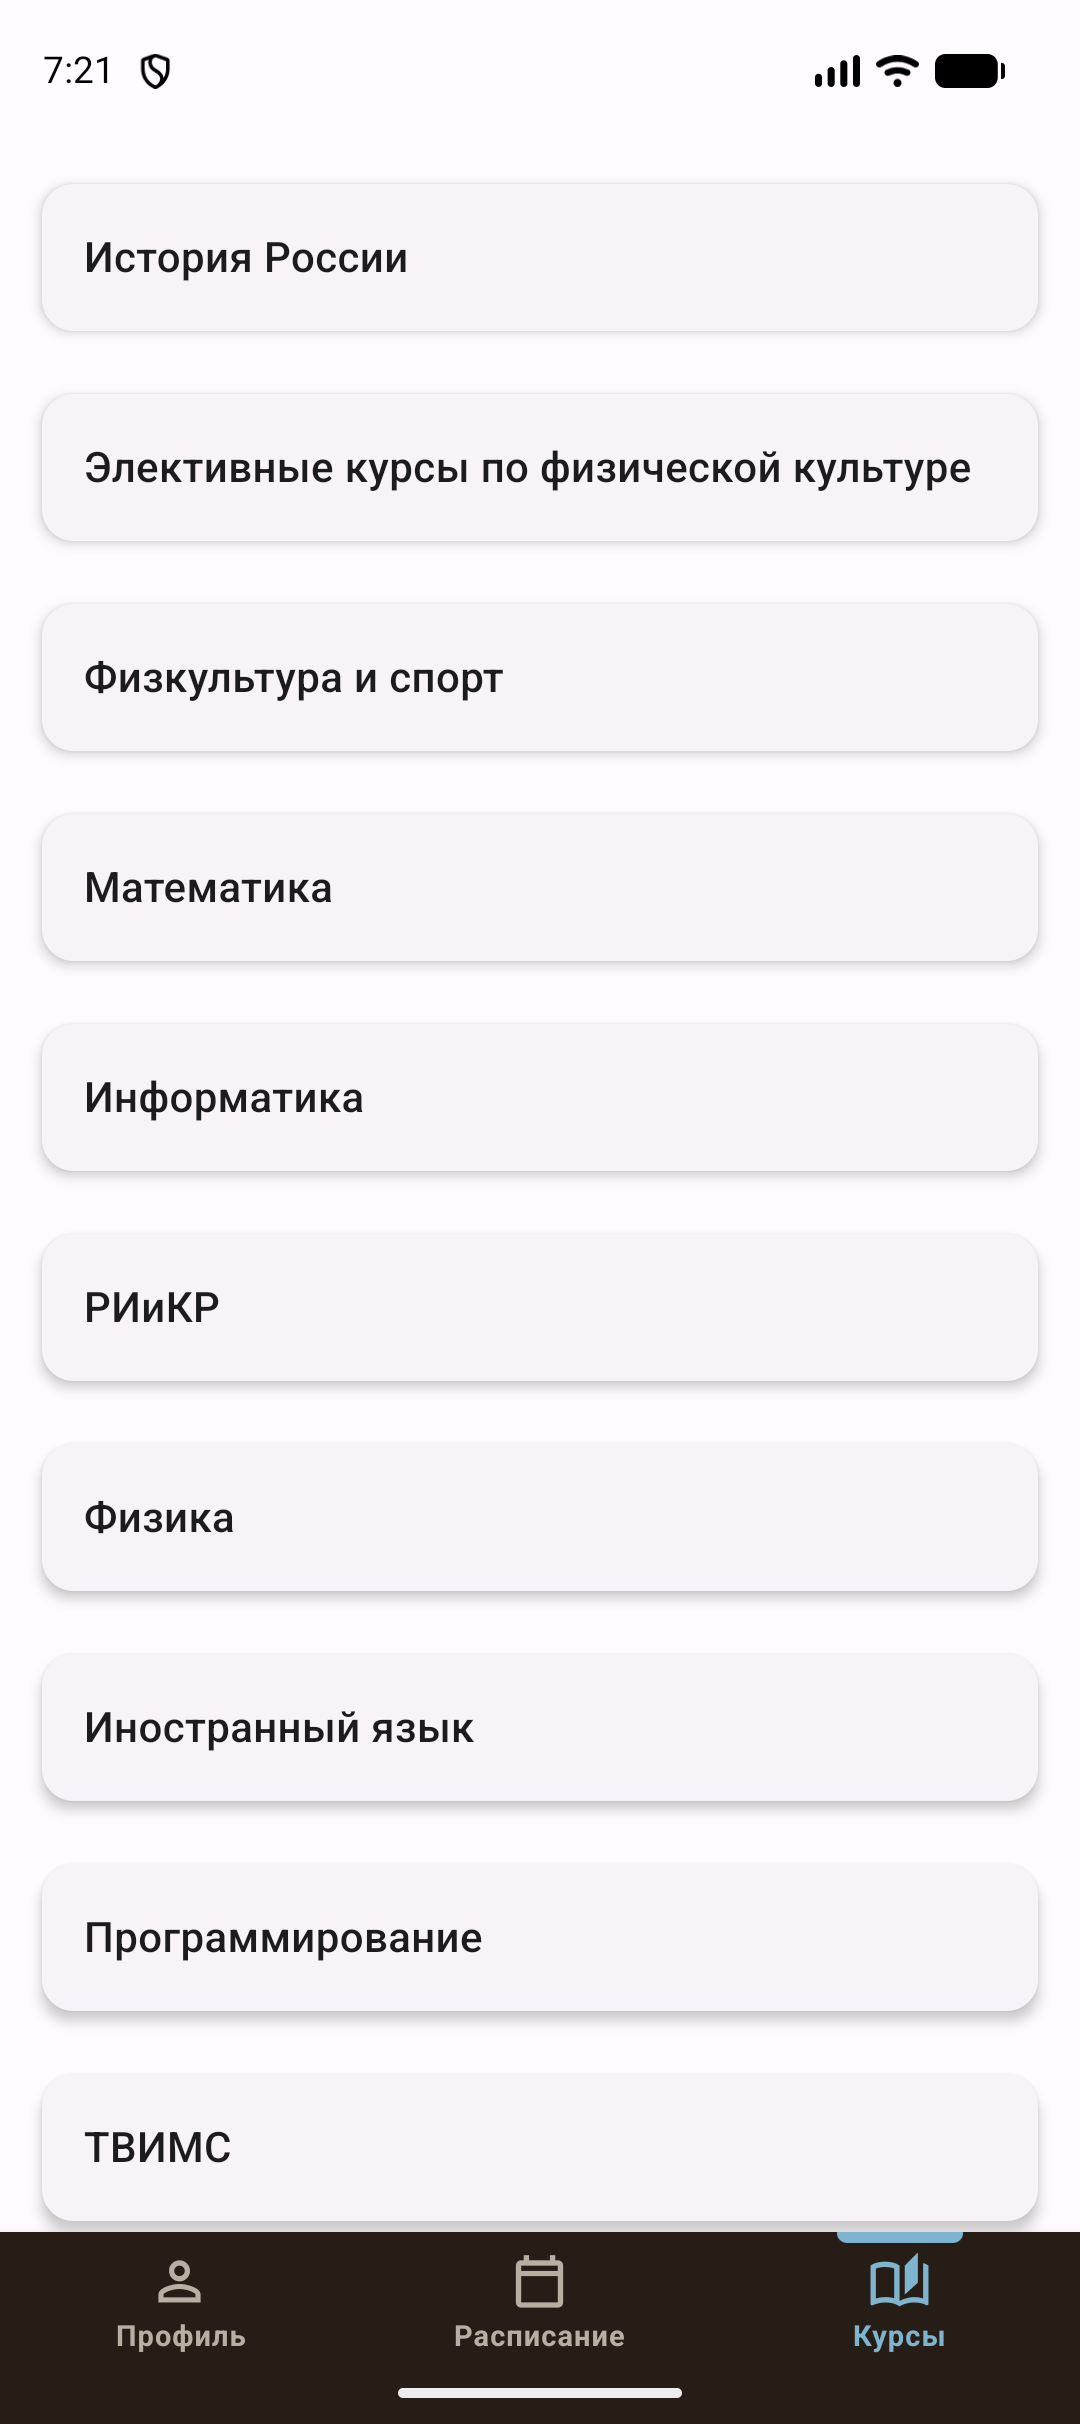 7:21
История России
Элективные курсы по физической культуре
Физкультура и спорт
Математика
Информатика
РИиКР
Физика
Иностранный язык
Программирование
ТВИМС
Профиль
Расписание
Курсы